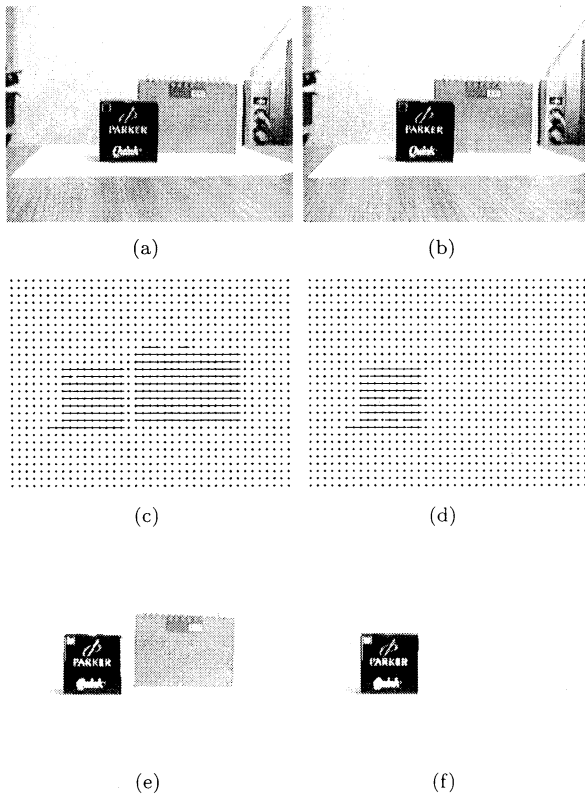 PARKER
Quink
PARKER
Quink
(a)
(b)
(c)
(d)
PARKER
Quink
PARKER
Quink
(e)
(f)